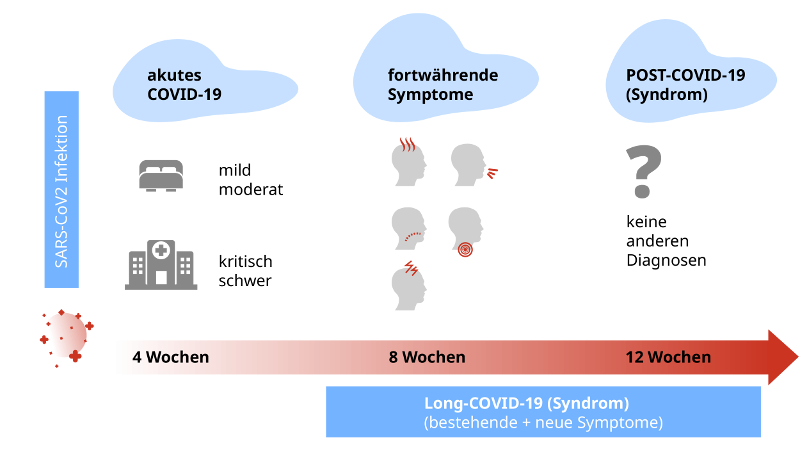 akutes
COVID-19
fortwährende
Symptome
POST-COVID-19
(Syndrom)
SARS-CoV2 Infektion
mild
moderat
kritisch
schwer
?
keine
anderen
Diagnosen
4 Wochen
8 Wochen
12 Wochen
Long-COVID-19 (Syndrom)
(bestehende + neue Symptome)